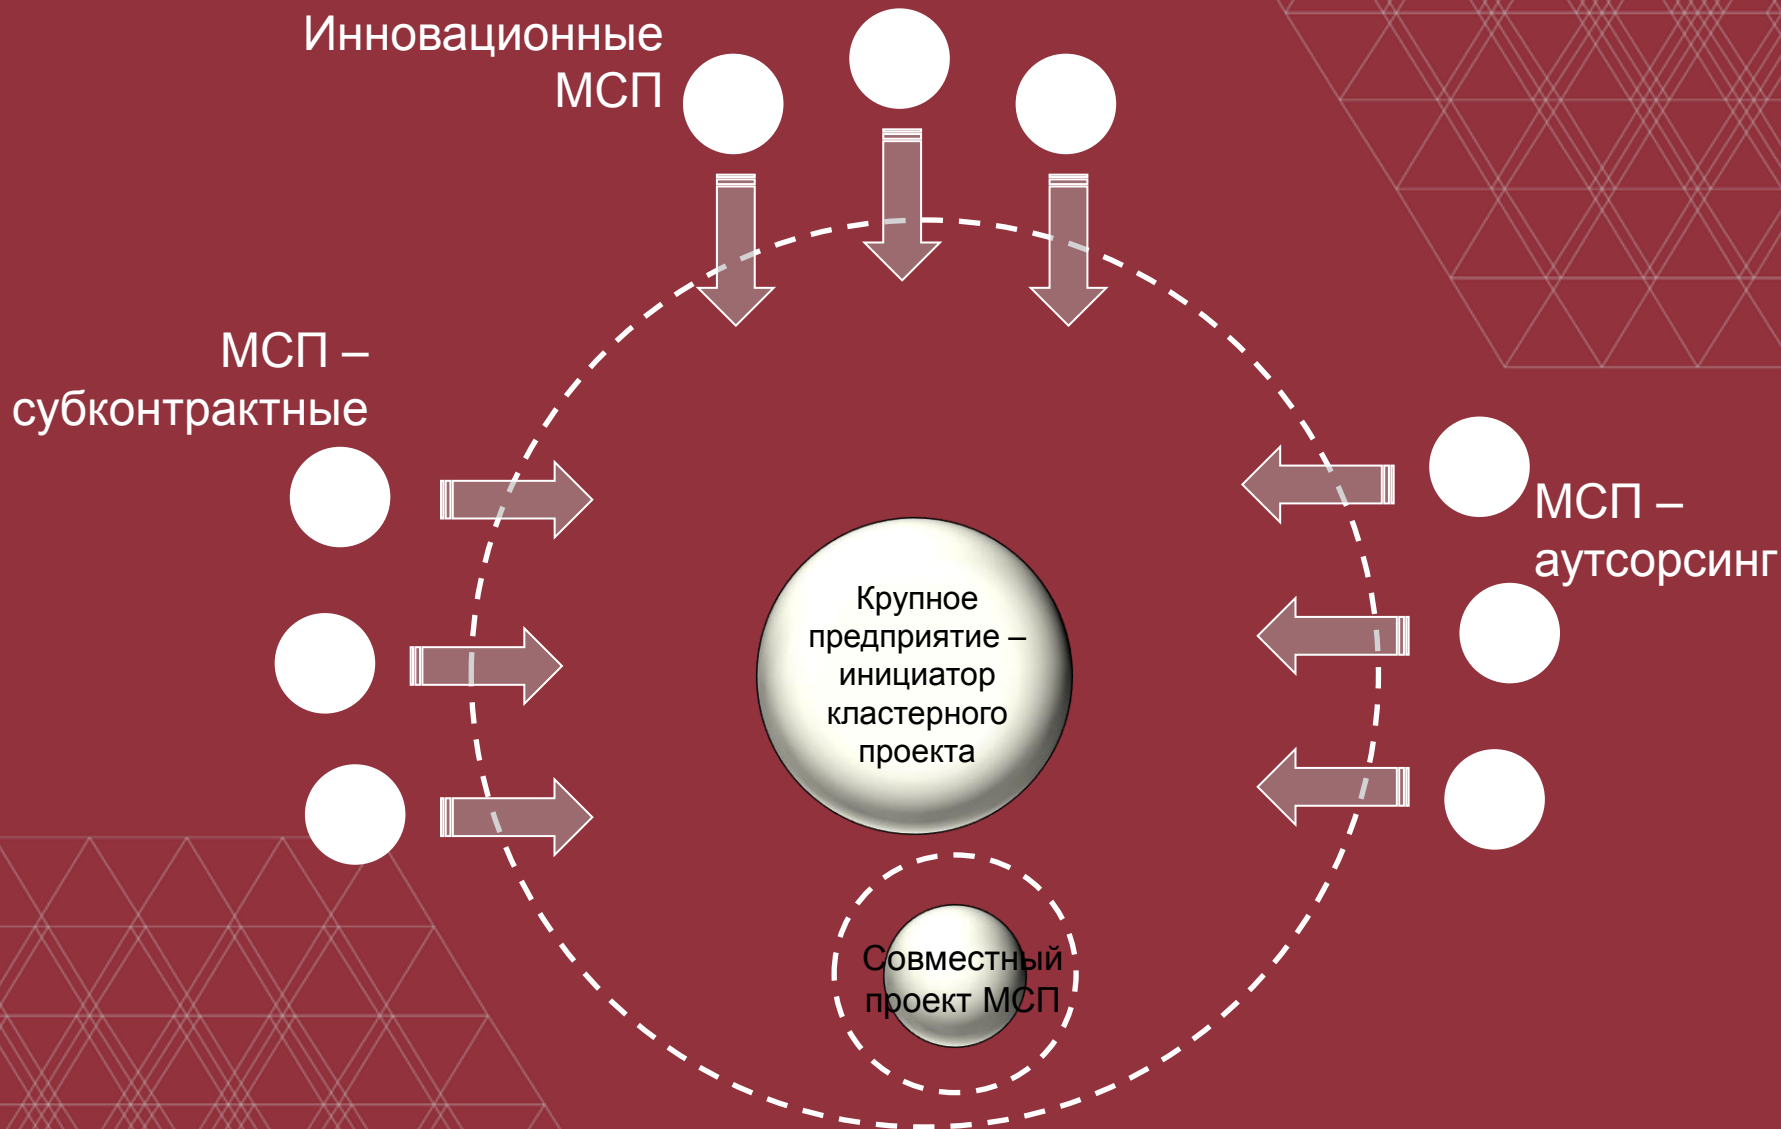 Инновационные
МСП
МСП –
субконтрактные
МСП –
аутсорсинг
Крупное
предприятие –
инициатор
кластерного
проекта
Совместный
проект МСП